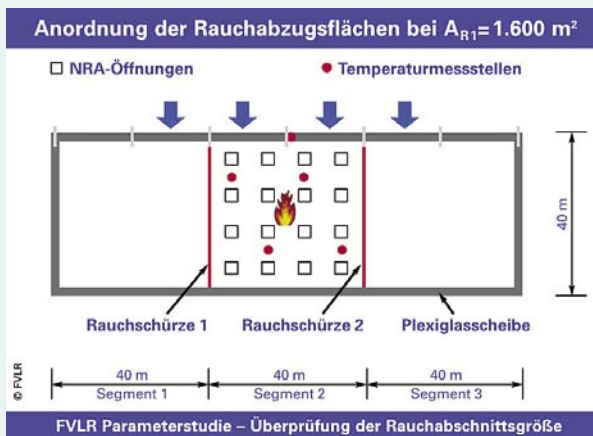 Anordnung der Rauchabzugsflächen bei A_R1=1.600 m²
NRA-Öffnungen
Temperaturmessstellen
40 m
Rauchschürze 1
Rauchschürze 2
Plexiglasscheibe
© FVLR
40 m
40 m
40 m
Segment 1
Segment 2
Segment 3
FVLR Parameterstudie – Überprüfung der Rauchabschnittsgröße